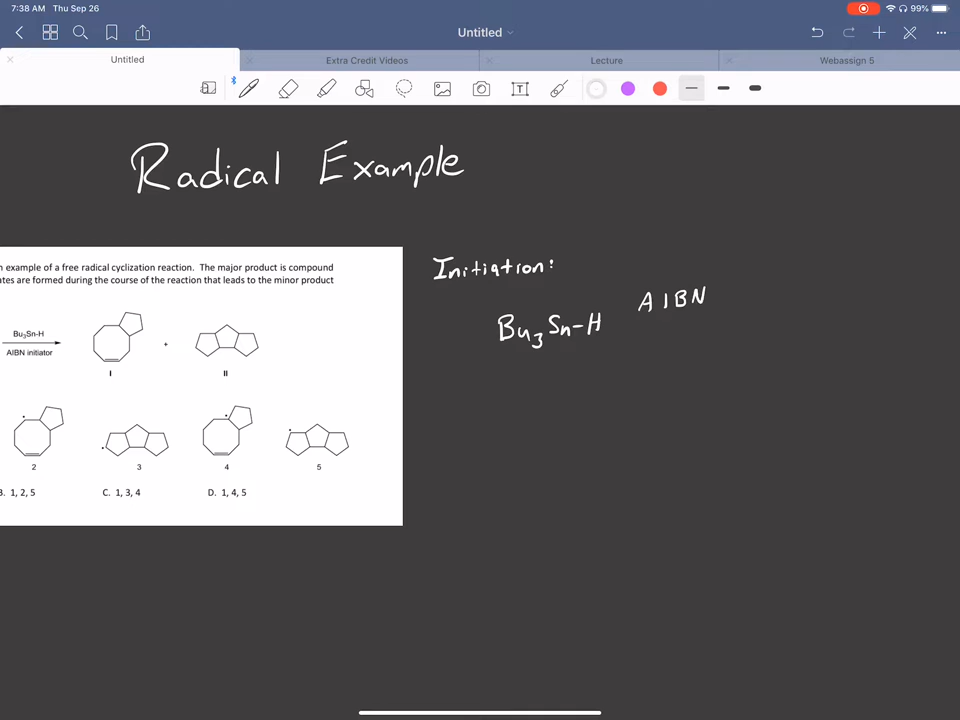 7:38 AM Thu Sep 26
99%
Untitled
Untitled
Extra Credit Videos
Lecture
Webassign 5
T
Radical Example
n example of a free radical cyclization reaction. The major product is compound
ates are formed during the course of the reaction that leads to the minor product
Bu3Sn-H
AIBN initiator
+
I
II
2
3
4
5
B. 1, 2, 5
C. 1, 3, 4
D. 1, 4, 5
Initiation:
Bu3Sn-H AIBN